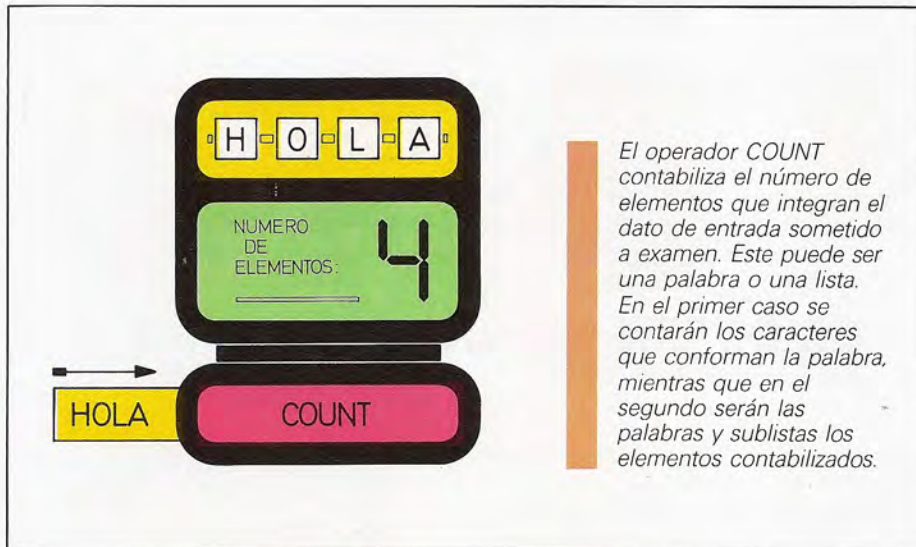 H O L A
NUMERO
DE
ELEMENTOS:
4
HOLA
COUNT
El operador COUNT
contabiliza el número de
elementos que integran el
dato de entrada sometido
a examen. Este puede ser
una palabra o una lista.
En el primer caso se
contarán los caracteres
que conforman la palabra,
mientras que en el
segundo serán las
palabras y sublistas los
elementos contabilizados.